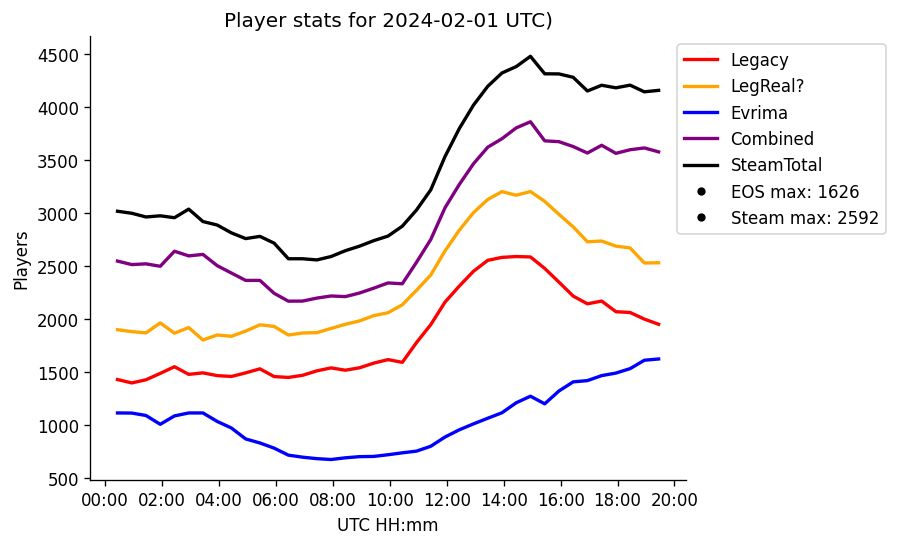 Player stats for 2024-02-01 UTC)
4500
4000
3500
3000
2500
2000
1500
1000
500
Players
00:00 02:00 04:00 06:00 08:00 10:00 12:00 14:00 16:00 18:00 20:00
UTC HH:mm
Legacy
LegReal?
Evrima
Combined
SteamTotal
EOS max: 1626
Steam max: 2592